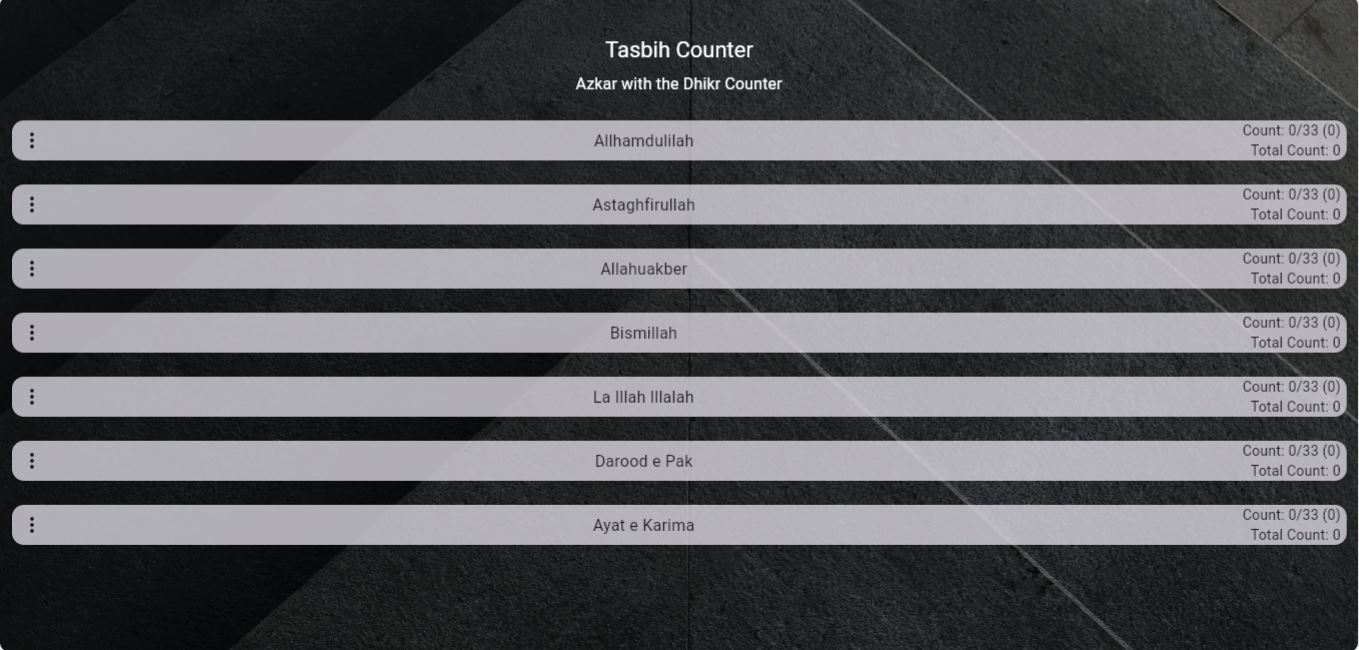 Tasbih Counter
Azkar with the Dhikr Counter
Allhamdulilah
Count: 0/33 (0)
Total Count: 0
Astaghfirullah
Count: 0/33 (0)
Total Count: 0
Allahuakber
Count: 0/33 (0)
Total Count: 0
Bismillah
Count: 0/33 (0)
Total Count: 0
La Illah Illalah
Count: 0/33 (0)
Total Count: 0
Darood e Pak
Count: 0/33 (0)
Total Count: 0
Ayat e Karima
Count: 0/33 (0)
Total Count: 0